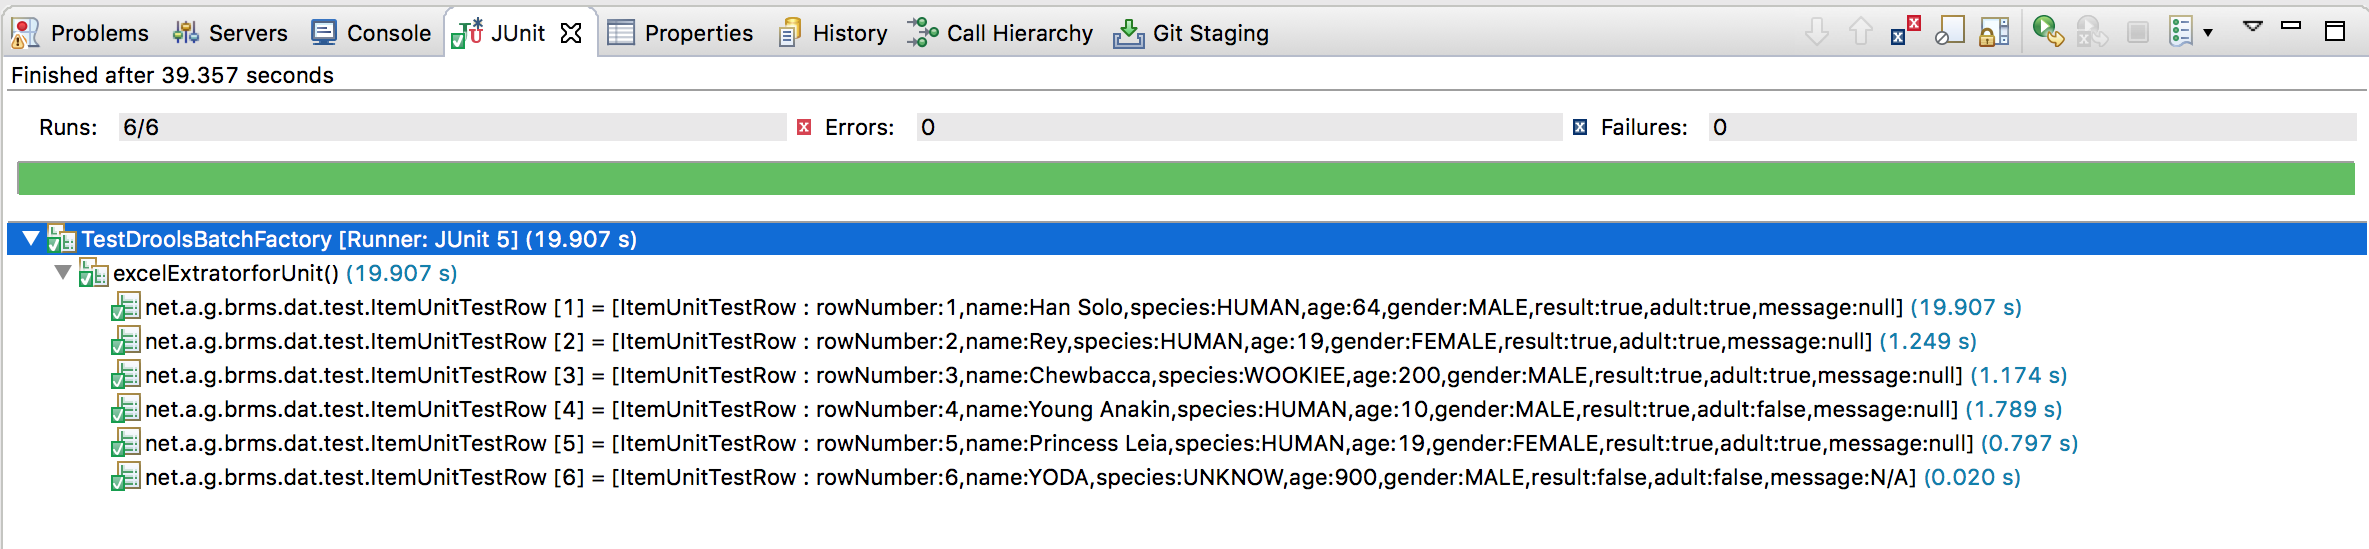 Problems Servers Console JUnit Properties History Call Hierarchy Git Staging
Finished after 39.357 seconds
Runs: 6/6 Errors: 0 Failures: 0
TestDroolsBatchFactory [Runner: JUnit 5] (19.907 s)
excelExtratorforUnit() (19.907 s)
net.a.g.brms.dat.test.ItemUnitTestRow [1] = [ItemUnitTestRow : rowNumber:1,name:Han Solo,species:HUMAN,age:64,gender:MALE,result:true,adult:true,message:null] (19.907 s)
net.a.g.brms.dat.test.ItemUnitTestRow [2] = [ItemUnitTestRow : rowNumber:2,name:Rey,species:HUMAN,age:19,gender:FEMALE,result:true,adult:true,message:null] (1.249 s)
net.a.g.brms.dat.test.ItemUnitTestRow [3] = [ItemUnitTestRow : rowNumber:3,name:Chewbacca,species:WOOKIEE,age:200,gender:MALE,result:true,adult:true,message:null] (1.174 s)
net.a.g.brms.dat.test.ItemUnitTestRow [4] = [ItemUnitTestRow : rowNumber:4,name:Young Anakin,species:HUMAN,age:10,gender:MALE,result:true,adult:false,message:null] (1.789 s)
net.a.g.brms.dat.test.ItemUnitTestRow [5] = [ItemUnitTestRow : rowNumber:5,name:Princess Leia,species:HUMAN,age:19,gender:FEMALE,result:true,adult:true,message:null] (0.797 s)
net.a.g.brms.dat.test.ItemUnitTestRow [6] = [ItemUnitTestRow : rowNumber:6,name:YODA,species:UNKNOW,age:900,gender:MALE,result:false,adult:false,message:N/A] (0.020 s)